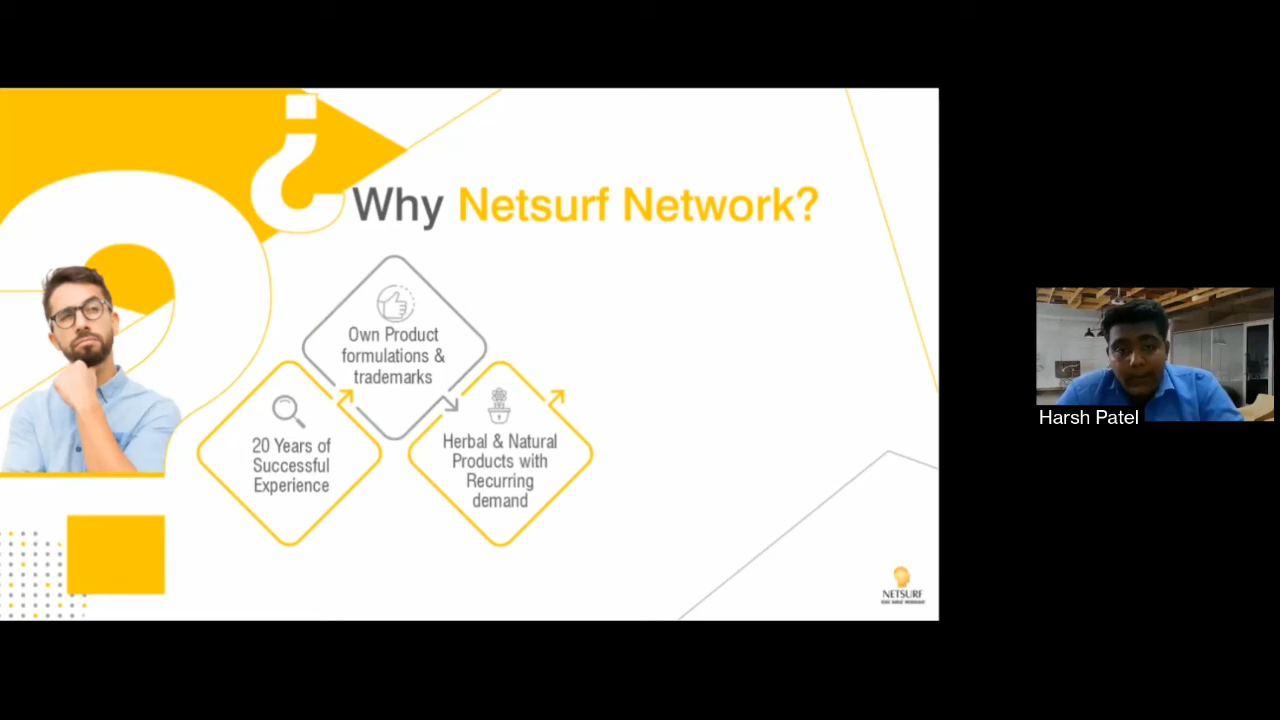 Why Netsurf Network?
Own Product
formulations &
trademarks
20 Years of
Successful
Experience
Herbal & Natural
Products with
Recurring
demand
NETSURF
Harsh Patel